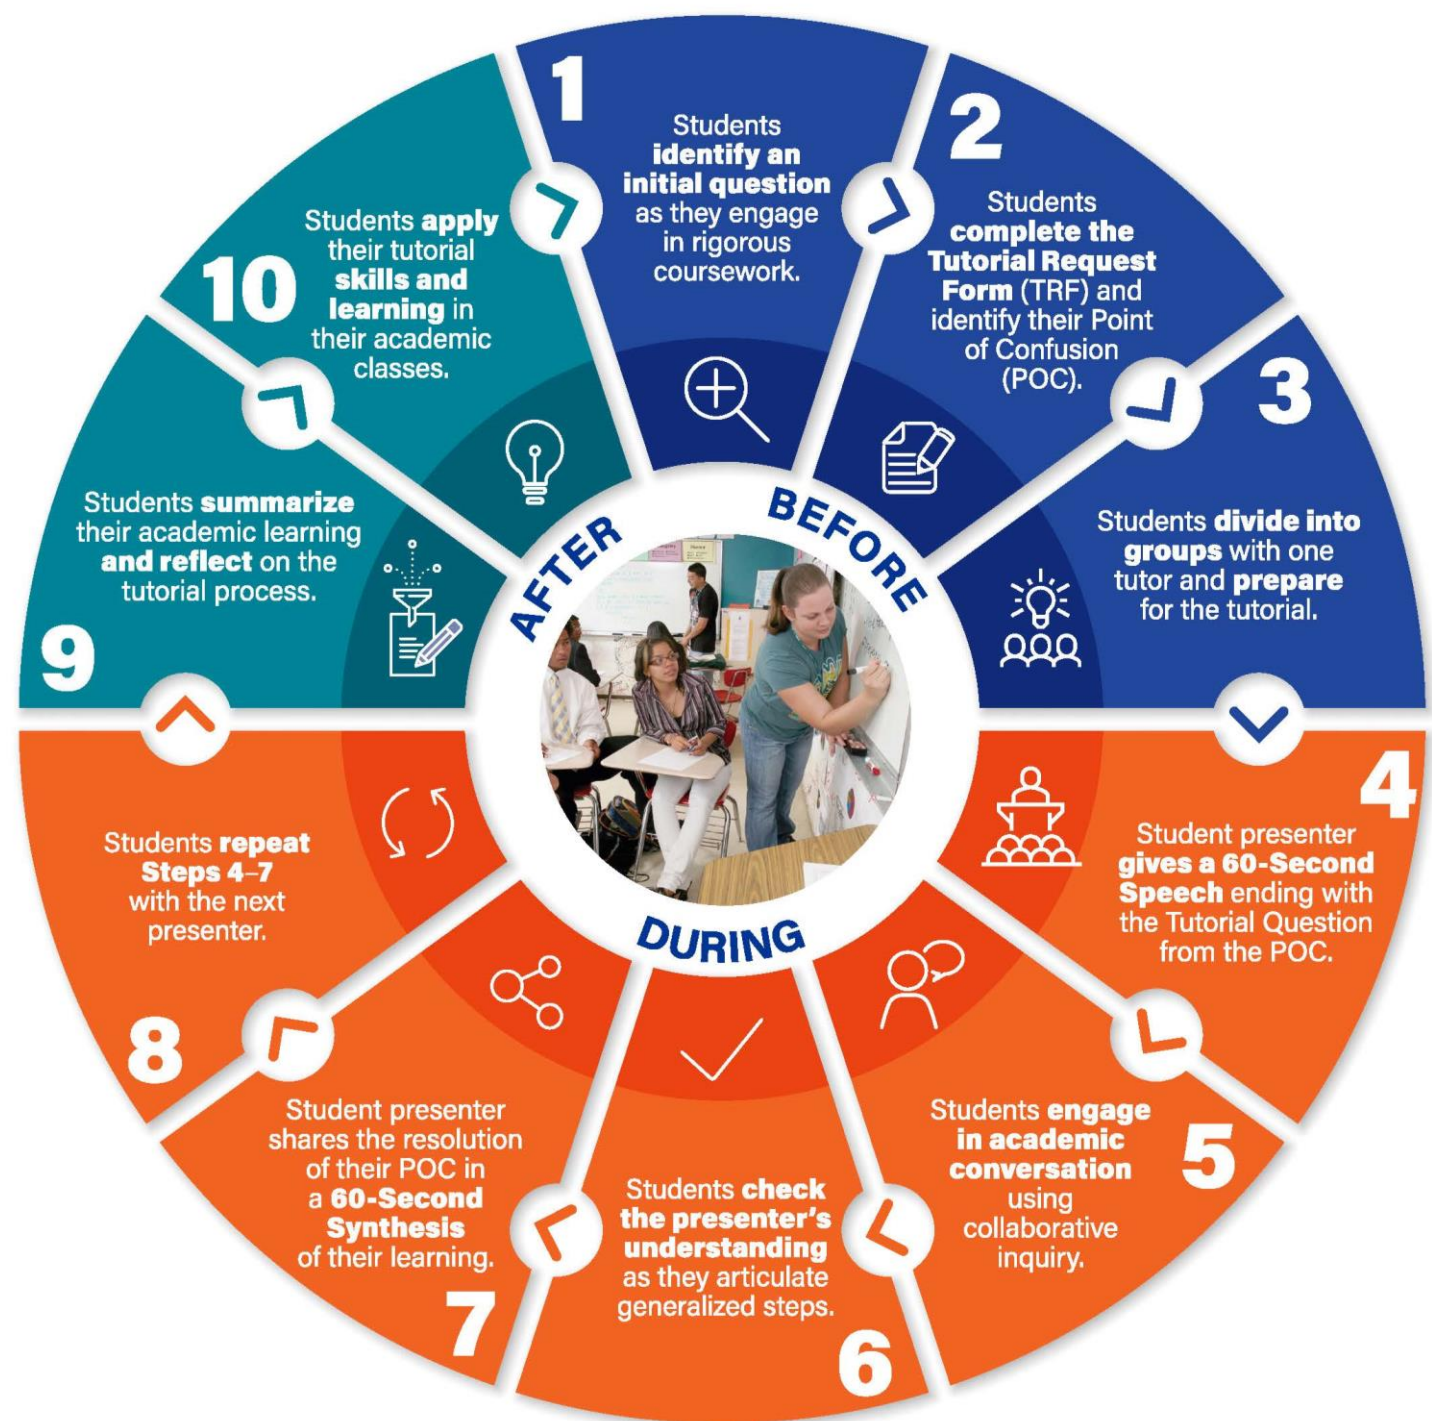 1
Students
identify an
initial question
as they engage
in rigorous
coursework.
2
Students
complete the
Tutorial Request
Form (TRF) and
identify their Point
of Confusion
(POC).
3
Students divide into
groups with one
tutor and prepare
for the tutorial.
4
Student presenter
gives a 60-Second
Speech ending with
the Tutorial Question
from the POC.
5
Students engage
in academic
conversation
using
collaborative
inquiry.
6
Students check
the presenter's
understanding
as they articulate
generalized steps.
7
Student presenter
shares the resolution
of their POC in
a 60-Second
Synthesis
of their learning.
8
Students repeat
Steps 4–7
with the next
presenter.
9
Students summarize
their academic learning
and reflect on the
tutorial process.
10
Students apply
their tutorial
skills and
learning in
their academic
classes.
BEFORE
DURING
AFTER